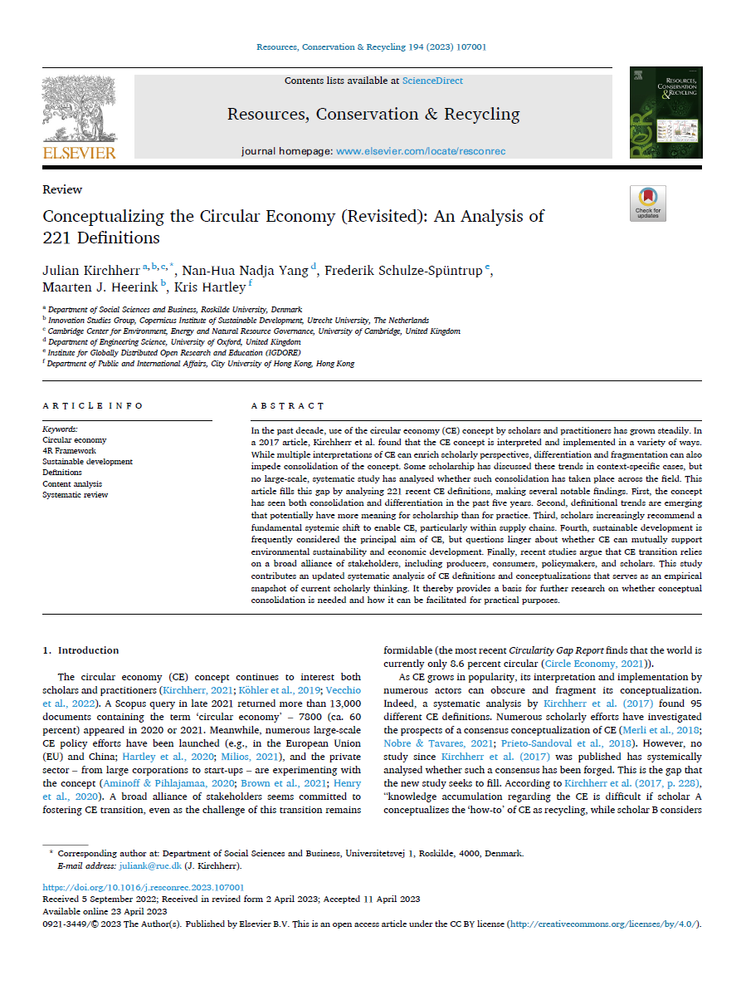 Resources, Conservation & Recycling 194 (2023) 107001
Contents lists available at ScienceDirect
Resources, Conservation & Recycling
journal homepage: www.elsevier.com/locate/resconrec
ELSEVIER
RESOURCES,
CONSERVATION
& RECYCLING
RCR
Check for
updates
Review
Conceptualizing the Circular Economy (Revisited): An Analysis of
221 Definitions
Julian Kirchherr a,b,c,*, Nan-Hua Nadja Yang d, Frederik Schulze-Spüntrup e,
Maarten J. Heerink b, Kris Hartley f
a Department of Social Sciences and Business, Roskilde University, Denmark
b Innovation Studies Group, Copernicus Institute of Sustainable Development, Utrecht University, The Netherlands
c Cambridge Center for Environment, Energy and Natural Resource Governance, University of Cambridge, United Kingdom
d Department of Engineering Science, University of Oxford, United Kingdom
e Institute for Globally Distributed Open Research and Education (IGDORE)
f Department of Public and International Affairs, City University of Hong Kong, Hong Kong
ARTICLE INFO
Keywords:
Circular economy
4R Framework
Sustainable development
Definitions
Content analysis
Systematic review
ABSTRACT
In the past decade, use of the circular economy (CE) concept by scholars and practitioners has grown steadily. In
a 2017 article, Kirchherr et al. found that the CE concept is interpreted and implemented in a variety of ways.
While multiple interpretations of CE can enrich scholarly perspectives, differentiation and fragmentation can also
impede consolidation of the concept. Some scholarship has discussed these trends in context-specific cases, but
no large-scale, systematic study has analysed whether such consolidation has taken place across the field. This
article fills this gap by analysing 221 recent CE definitions, making several notable findings. First, the concept
has seen both consolidation and differentiation in the past five years. Second, definitional trends are emerging
that potentially have more meaning for scholarship than for practice. Third, scholars increasingly recommend a
fundamental systemic shift to enable CE, particularly within supply chains. Fourth, sustainable development is
frequently considered the principal aim of CE, but questions linger about whether CE can mutually support
environmental sustainability and economic development. Finally, recent studies argue that CE transition relies
on a broad alliance of stakeholders, including producers, consumers, policymakers, and scholars. This study
contributes an updated systematic analysis of CE definitions and conceptualizations that serves as an empirical
snapshot of current scholarly thinking. It thereby provides a basis for further research on whether conceptual
consolidation is needed and how it can be facilitated for practical purposes.
1. Introduction
The circular economy (CE) concept continues to interest both
scholars and practitioners (Kirchherr, 2021; Köhler et al., 2019; Vecchio
et al., 2022). A Scopus query in late 2021 returned more than 13,000
documents containing the term ‘circular economy’ – 7800 (ca. 60
percent) appeared in 2020 or 2021. Meanwhile, numerous large-scale
CE policy efforts have been launched (e.g., in the European Union
(EU) and China; Hartley et al., 2020; Milios, 2021), and the private
sector – from large corporations to start-ups – are experimenting with
the concept (Aminoff & Pihlajamaa, 2020; Brown et al., 2021; Henry
et al., 2020). A broad alliance of stakeholders seems committed to
fostering CE transition, even as the challenge of this transition remains
formidable (the most recent Circularity Gap Report finds that the world is
currently only 8.6 percent circular (Circle Economy, 2021)).
As CE grows in popularity, its interpretation and implementation by
numerous actors can obscure and fragment its conceptualization.
Indeed, a systematic analysis by Kirchherr et al. (2017) found 95
different CE definitions. Numerous scholarly efforts have investigated
the prospects of a consensus conceptualization of CE (Merli et al., 2018;
Nobre & Tavares, 2021; Prieto-Sandoval et al., 2018). However, no
study since Kirchherr et al. (2017) was published has systemically
analysed whether such a consensus has been forged. This is the gap that
the new study seeks to fill. According to Kirchherr et al. (2017, p. 228),
“knowledge accumulation regarding the CE is difficult if scholar A
conceptualizes the ‘how-to’ of CE as recycling, while scholar B considers
* Corresponding author at: Department of Social Sciences and Business, Universitetsvej 1, Roskilde, 4000, Denmark.
E-mail address: juliank@ruc.dk (J. Kirchherr).
https://doi.org/10.1016/j.resconrec.2023.107001
Received 5 September 2022; Received in revised form 2 April 2023; Accepted 11 April 2023
Available online 23 April 2023
0921-3449/© 2023 The Author(s). Published by Elsevier B.V. This is an open access article under the CC BY license (http://creativecommons.org/licenses/by/4.0/).